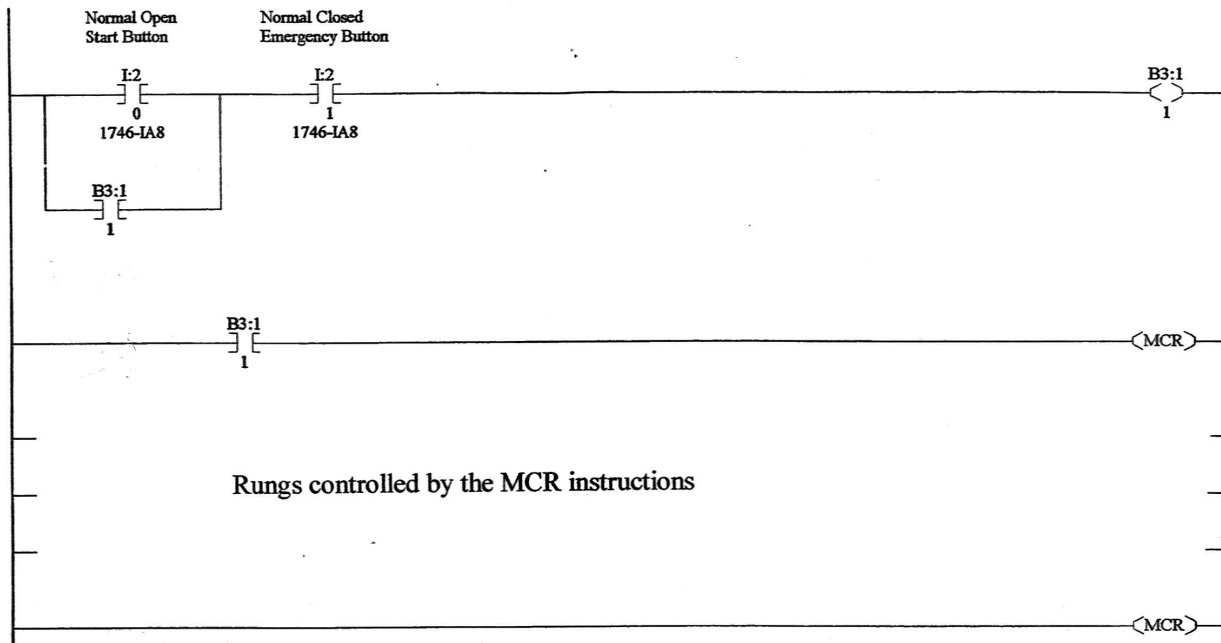 Normal Open
Start Button
Normal Closed
Emergency Button
I:2
0
1746-IA8
I:2
1
1746-IA8
B3:1
1
B3:1
1
B3:1
1
MCR
Rungs controlled by the MCR instructions
MCR